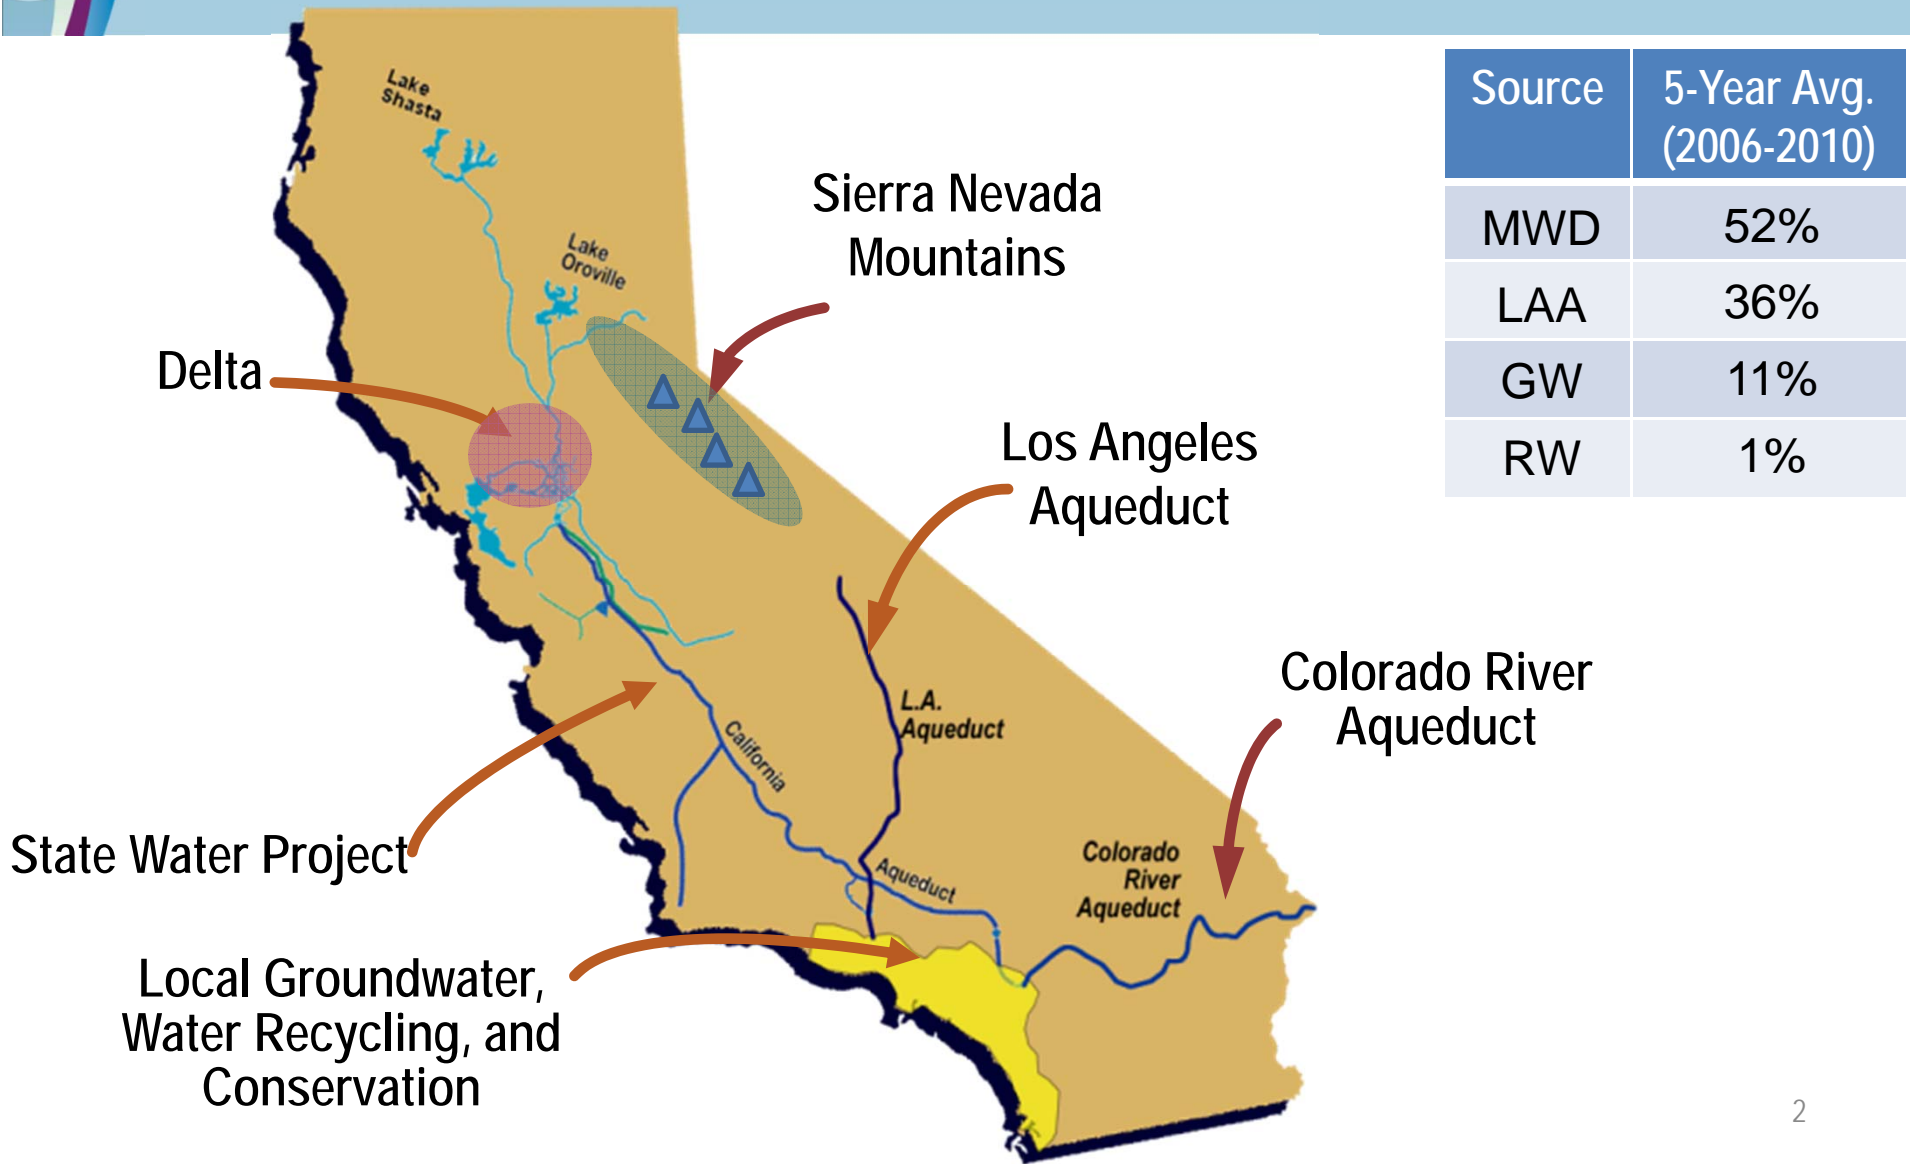 Source 5-Year Avg.
(2006-2010)
MWD 52%
LAA 36%
GW 11%
RW 1%
Lake
Shasta
Sierra Nevada
Mountains
Lake
Oroville
Delta
Los Angeles
Aqueduct
Colorado River
Aqueduct
L.A.
Aqueduct
California
State Water Project
Aqueduct
Colorado
River
Aqueduct
Local Groundwater,
Water Recycling, and
Conservation
2